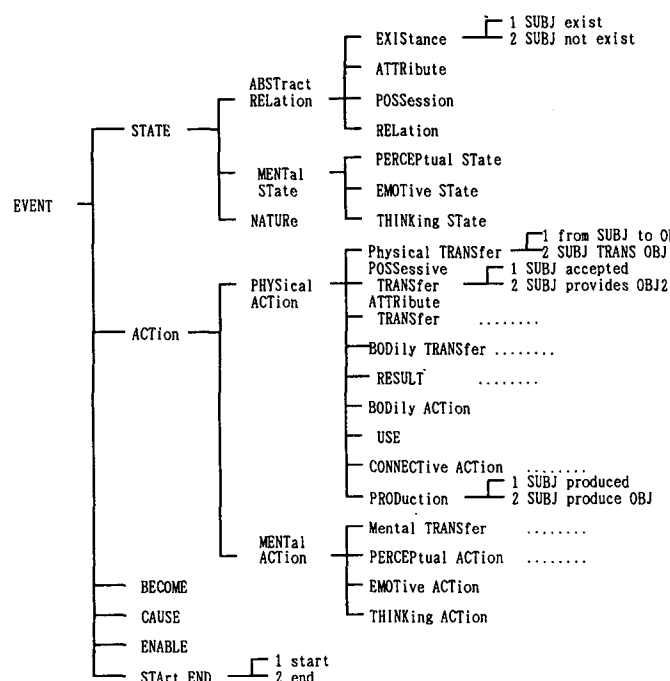 1 SUBJ exist
EXIStance
2 SUBJ not exist
ABSTract
RELation
ATTRibute
POSSession
STATE
RELation
PERCEPtual State
MENTal
State
EMOTive State
EVENT
NATURe
THINKing State
1 from SUBJ to O
Physical TRANSfer
2 SUBJ TRANS OBJ
POSSessive
TRANSfer
1 SUBJ accepted
2 SUBJ provides OBJ2
PHYSical
ACTION
ATTRibute
TRANSfer ........
ACTion
BODily TRANSfer ........
RESULT ........
BODily ACTion
USE
CONNECTive ACTion ........
1 SUBJ produced
PRODuction
2 SUBJ produce OBJ
Mental TRANSfer ........
MENTal
ACTion
PERCEPtual ACTion ........
BECOME
EMOTive ACTion
CAUSE
THINKing ACTion
ENABLE
1 start
STArt END
2 end